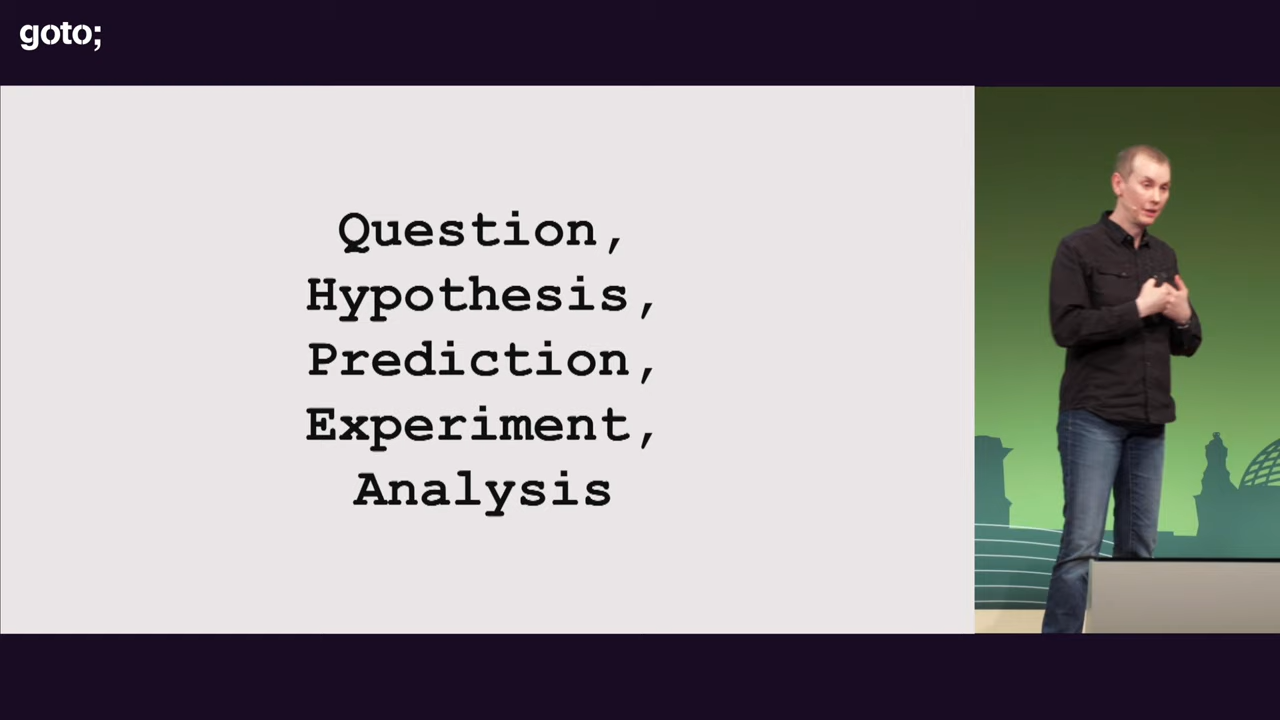 goto;
Question,
Hypothesis,
Prediction,
Experiment,
Analysis